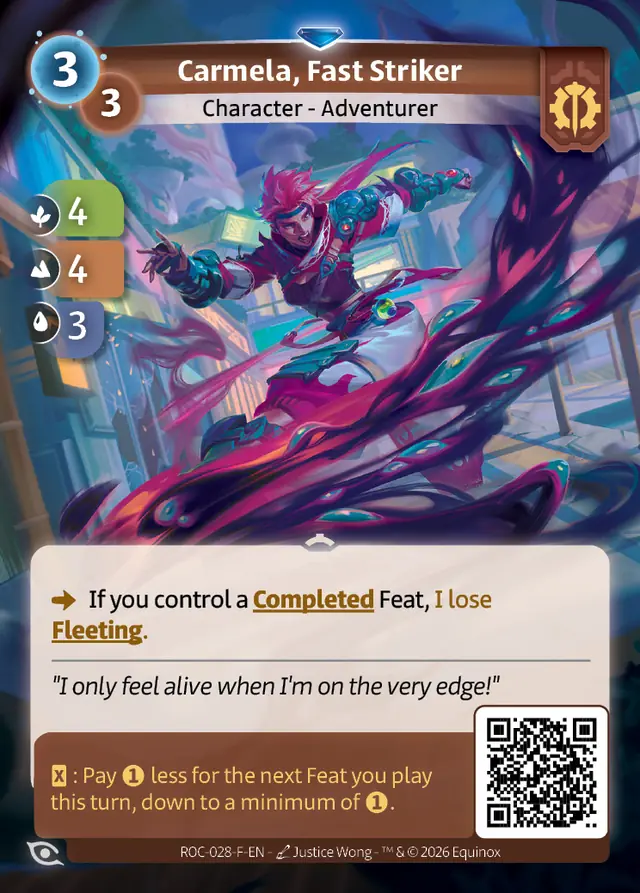 3
3
Carmela, Fast Striker
Character - Adventurer
4
4
3
If you control a Completed Feat, I lose
Fleeting.
"I only feel alive when I'm on the very edge!"
X : Pay 1 less for the next Feat you play
this turn, down to a minimum of 1.
ROC-028-F-EN - Justice Wong - ™ & © 2026 Equinox